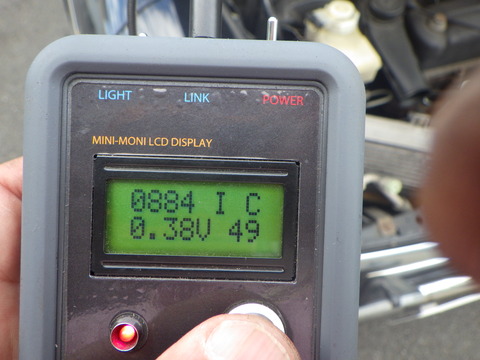 LIGHT LINK POWER
MINI-MONI LCD DISPLAY
0884 I C
0.38V 49